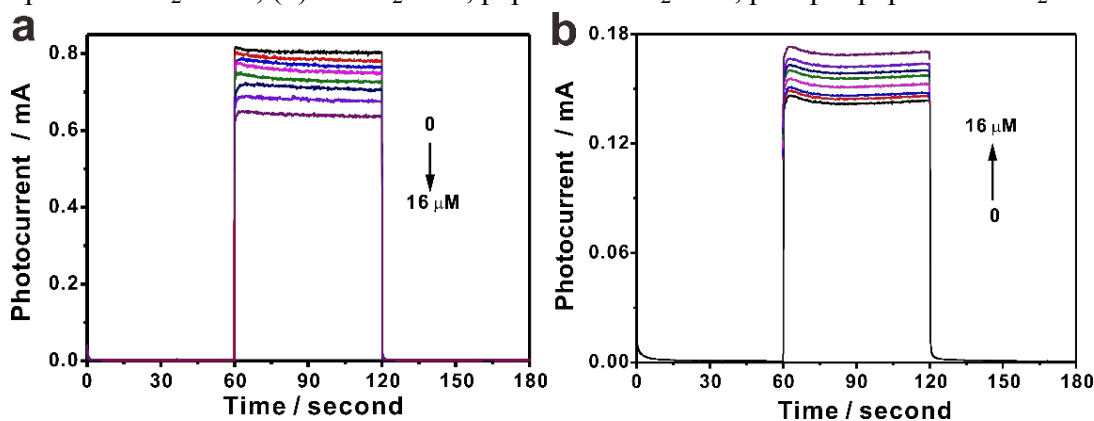 a
0.8
0.6
0.4
0.2
0.0
Photocurrent / mA
0
16 μM
0 30 60 90 120 150 180
Time / second
b
0.18
0.12
0.06
0.00
Photocurrent / mA
16 μM
0
0 30 60 90 120 150 180
Time / second